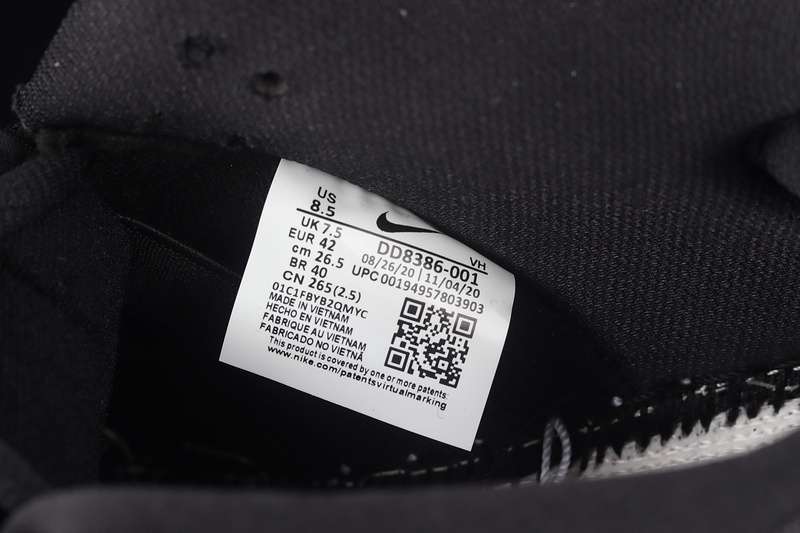 US
8.5
UK 7.5
EUR 42
cm 26.5
BR 40
CN 265(2.5)
DD8386-001
VH
08/26/20 | 11/04/20
UPC 00194957803903
01C1FBYB2QMYC
MADE IN VIETNAM
HECHO EN VIETNAM
FABRIQUE AU VIETNAM
FABRICADO NO VIETNÃ
This product is covered by one or more patents:
www.nike.com/patentsvirtualmarking